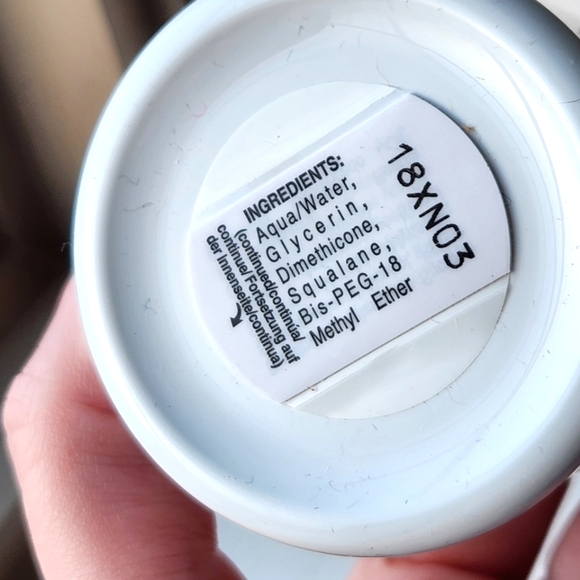 INGREDIENTS:
Aqua/Water,
Glycerin,
Dimethicone,
Squalane,
Bis-PEG-18
Methyl Ether
(continued/continúa/
continue/Fortsetzung auf
der Innenseite/continua)
18XN03